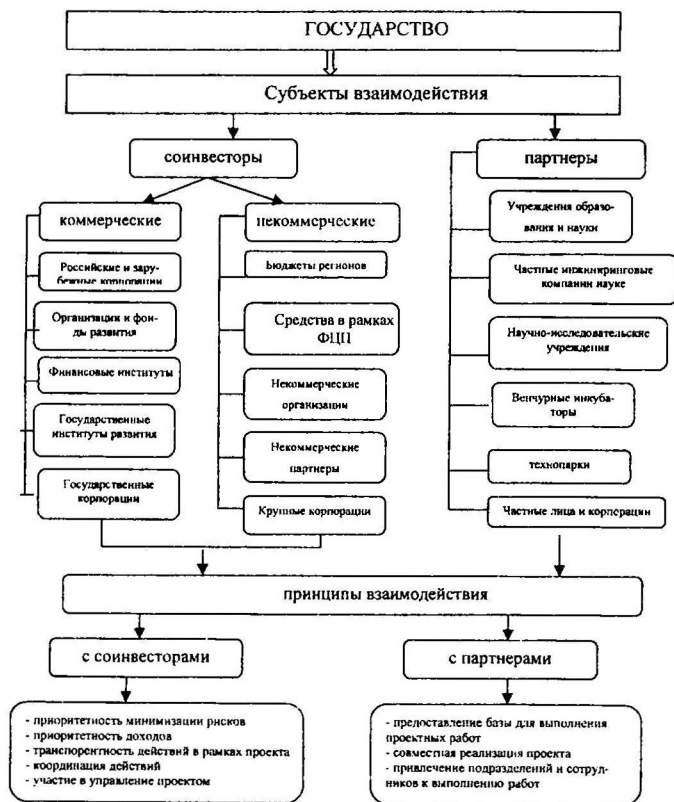 ГОСУДАРСТВО
Субъекты взаимодействия
соинвесторы
партнеры
коммерческие
некоммерческие
Российские и зару-
бежные корпорации
Организации и фон-
ды развития
Финансовые институты
Государственные
институты развития
Государственные
корпорации
Бюджеты регионов
Средства в рамках
ФЦП
Некоммерческие
организации
Некоммерческие
партнеры
Крупные корпорации
Учреждения образо-
вания и науки
Частные инжиниринговые
компании науке
Научно-исследовательские
учреждения
Венчурные инкуба-
торы
технопарки
Частные лица и корпорации
принципы взаимодействия
с соинвесторами
с партнерами
- приоритетность минимизации рисков
- приоритетность доходов
- транспорентность действий в рамках проекта
- координация действий
- участие в управление проектом
- предоставление базы для выполнения
проектных работ
- совместная реализация проекта
- привлечение подразделений и сотруд-
ников к выполнению работ